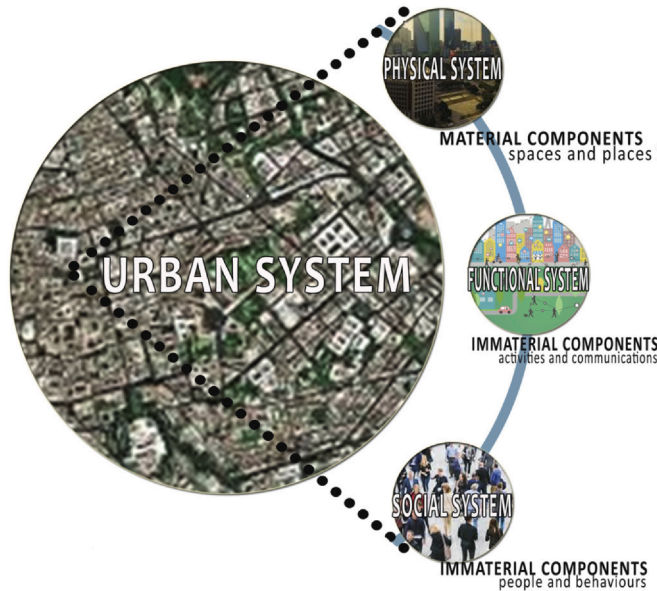 PHYSICAL SYSTEM
MATERIAL COMPONENTS
spaces and places
URBAN SYSTEM
FUNCTIONAL SYSTEM
IMMATERIAL COMPONENTS
activities and communications
SOCIAL SYSTEM
IMMATERIAL COMPONENTS
people and behaviours